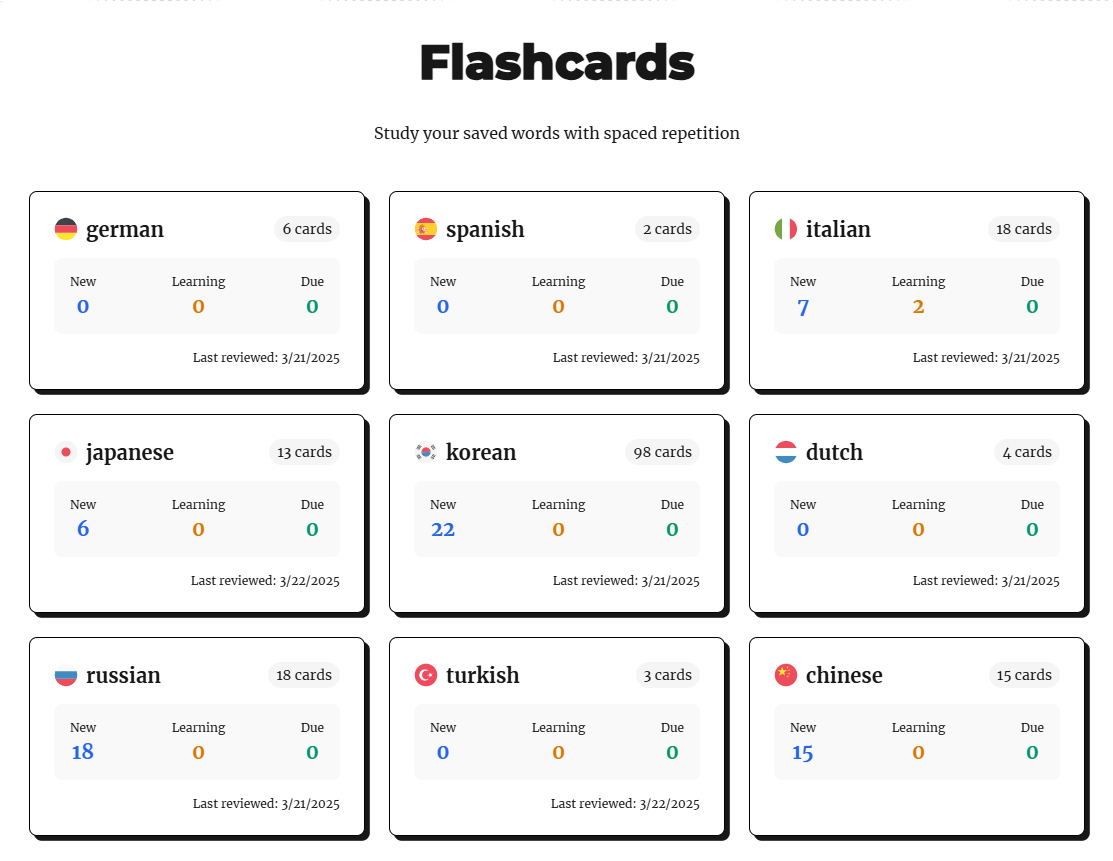 Flashcards
Study your saved words with spaced repetition
german 6 cards
New Learning Due
0 0 0
Last reviewed: 3/21/2025
spanish 2 cards
New Learning Due
0 0 0
Last reviewed: 3/21/2025
italian 18 cards
New Learning Due
7 2 0
Last reviewed: 3/21/2025
japanese 13 cards
New Learning Due
6 0 0
Last reviewed: 3/22/2025
korean 98 cards
New Learning Due
22 0 0
Last reviewed: 3/21/2025
dutch 4 cards
New Learning Due
0 0 0
Last reviewed: 3/21/2025
russian 18 cards
New Learning Due
18 0 0
Last reviewed: 3/21/2025
turkish 3 cards
New Learning Due
0 0 0
Last reviewed: 3/22/2025
chinese 15 cards
New Learning Due
15 0 0